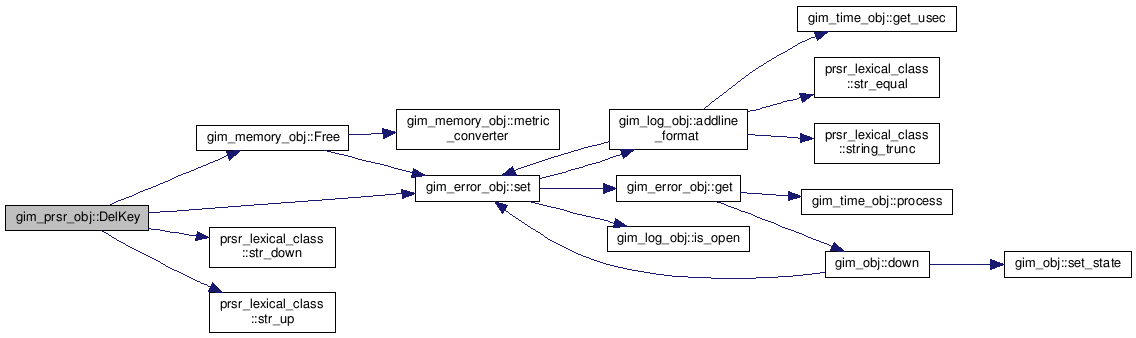 gim_time_obj::get_usec
prsr_lexical_class
::str_equal
gim_memory_obj::metric
_converter
gim_log_obj::addline
_format
gim_memory_obj::Free
prsr_lexical_class
::string_trunc
gim_error_obj::set
gim_error_obj::get
gim_time_obj::process
gim_prsr_obj::DelKey
prsr_lexical_class
::str_down
gim_log_obj::is_open
gim_obj::down
gim_obj::set_state
prsr_lexical_class
::str_up